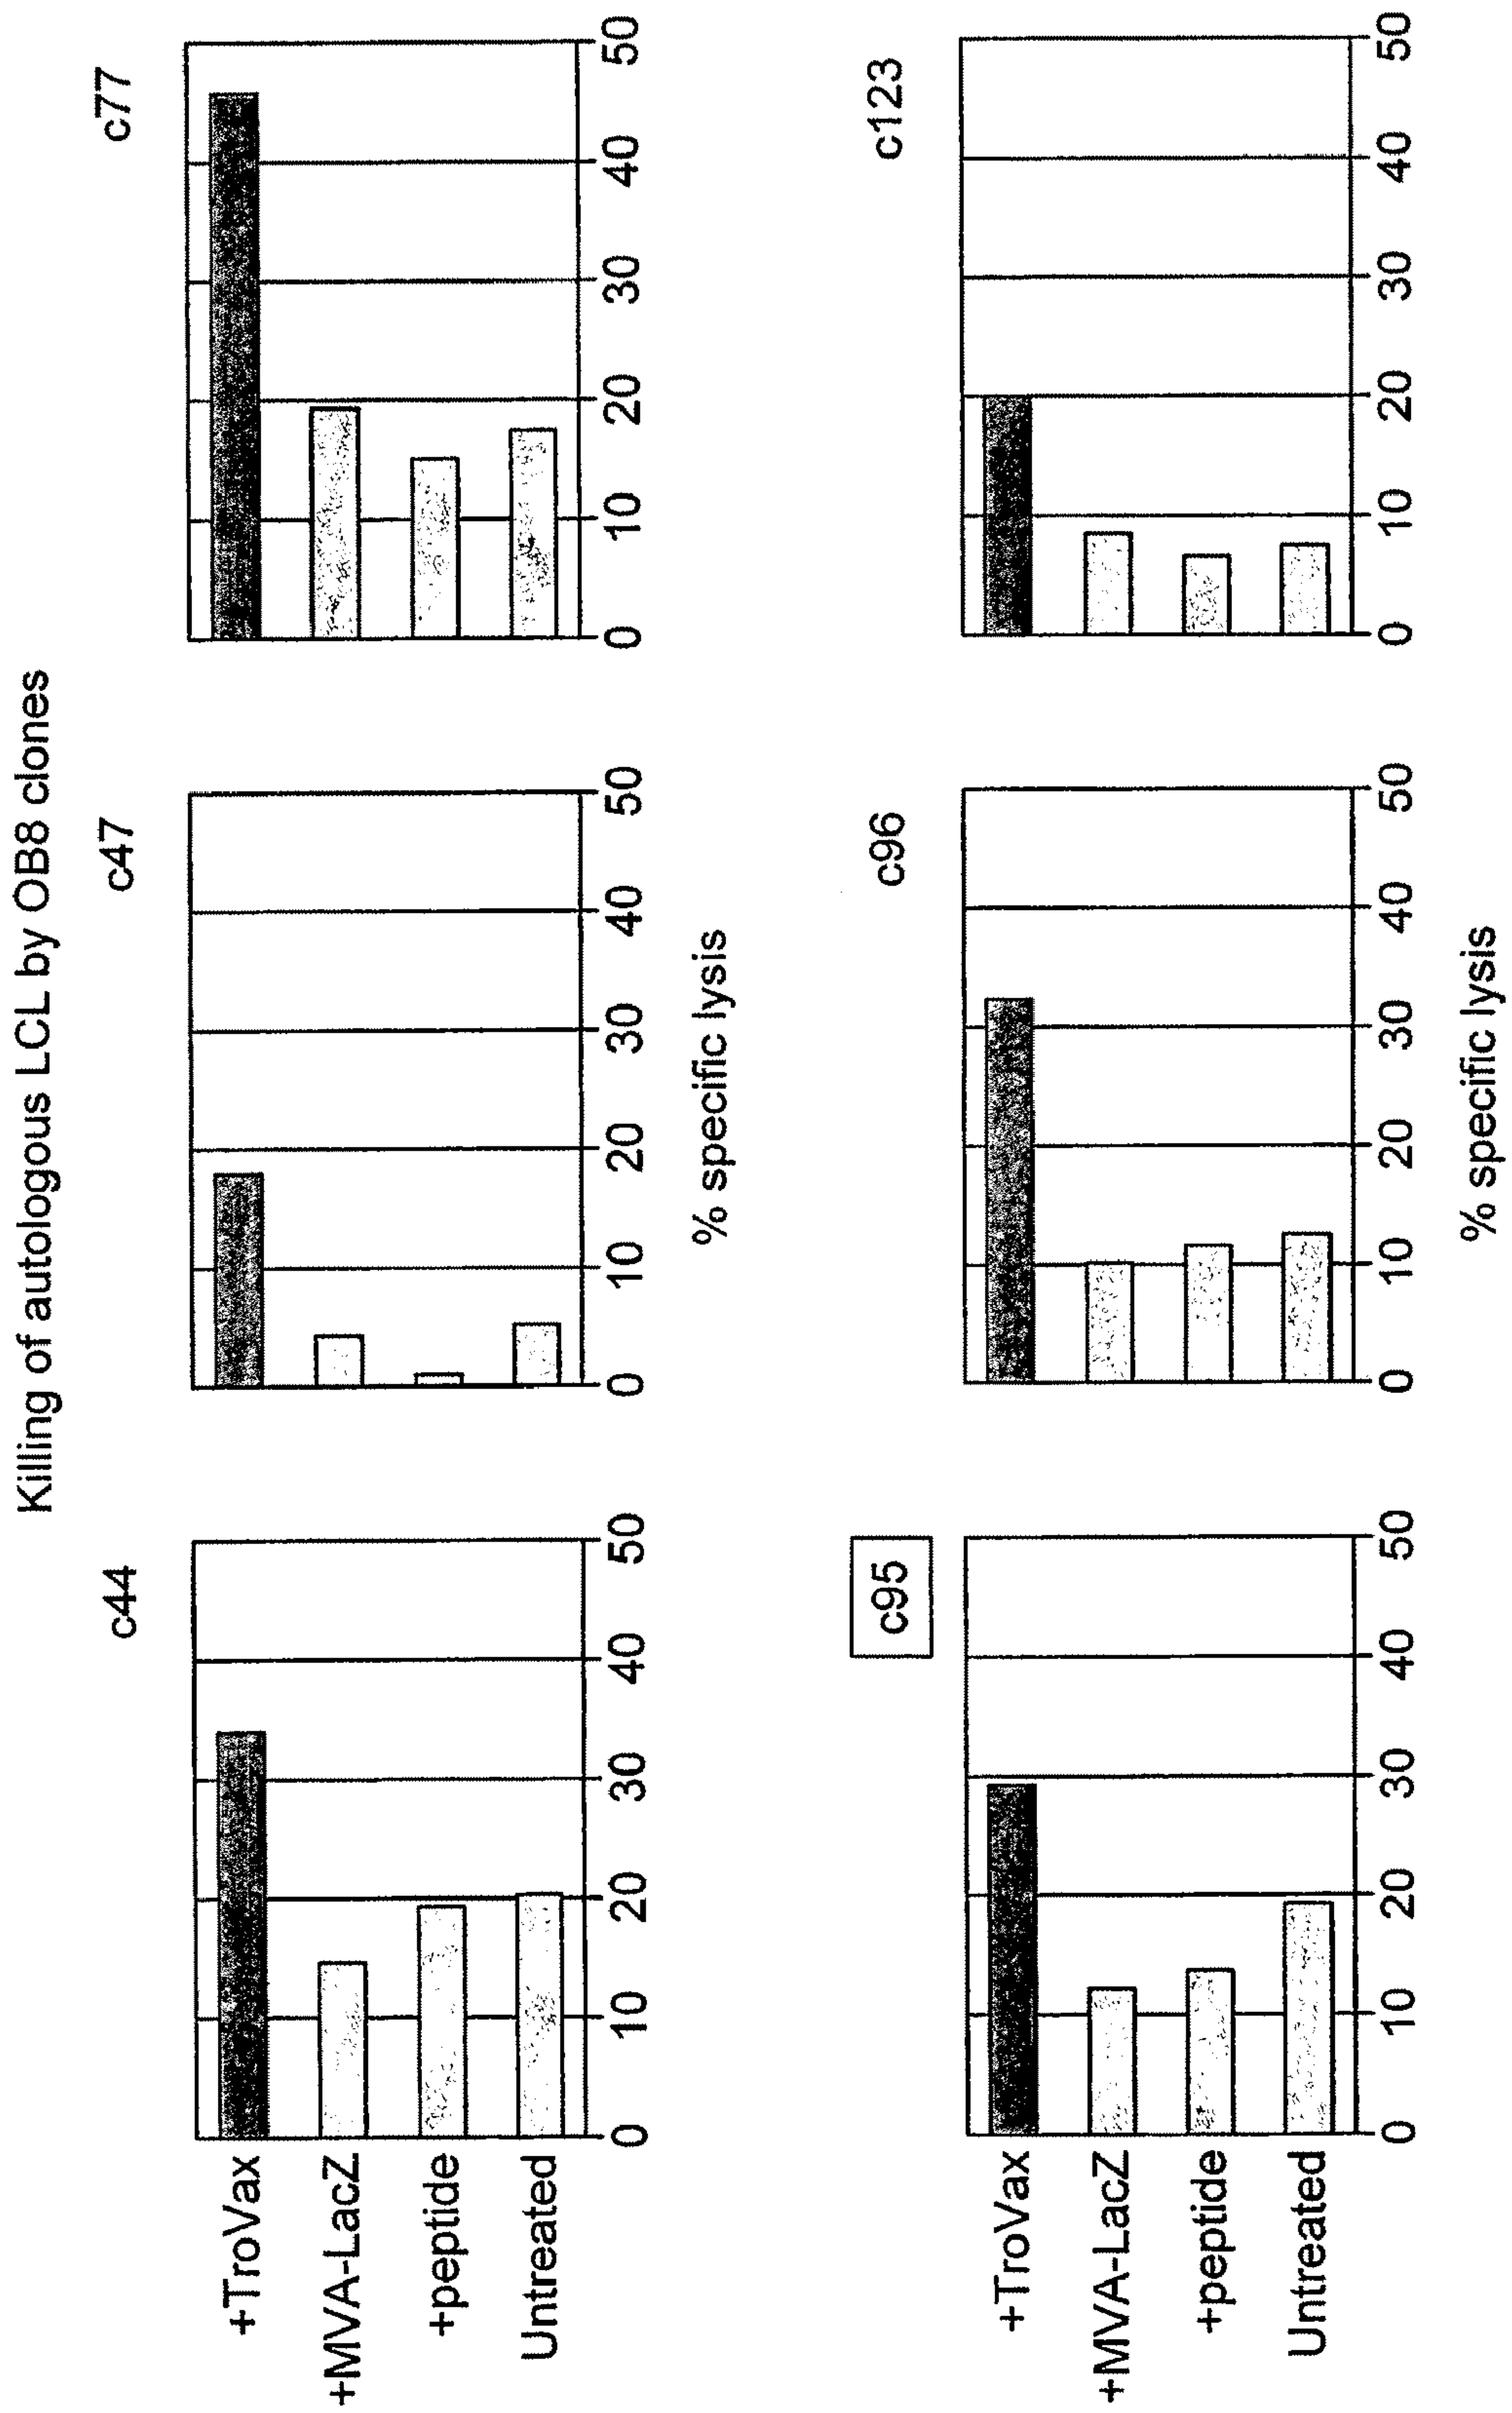 Killing of autologous LCL by OB8 clones
c44
c47
c77
+TroVax
+MVA-LacZ
+peptide
Untreated
0 10 20 30 40 50
0 10 20 30 40 50
0 10 20 30 40 50
% specific lysis
c95
c96
c123
+TroVax
+MVA-LacZ
+peptide
Untreated
0 10 20 30 40 50
0 10 20 30 40 50
0 10 20 30 40 50
% specific lysis